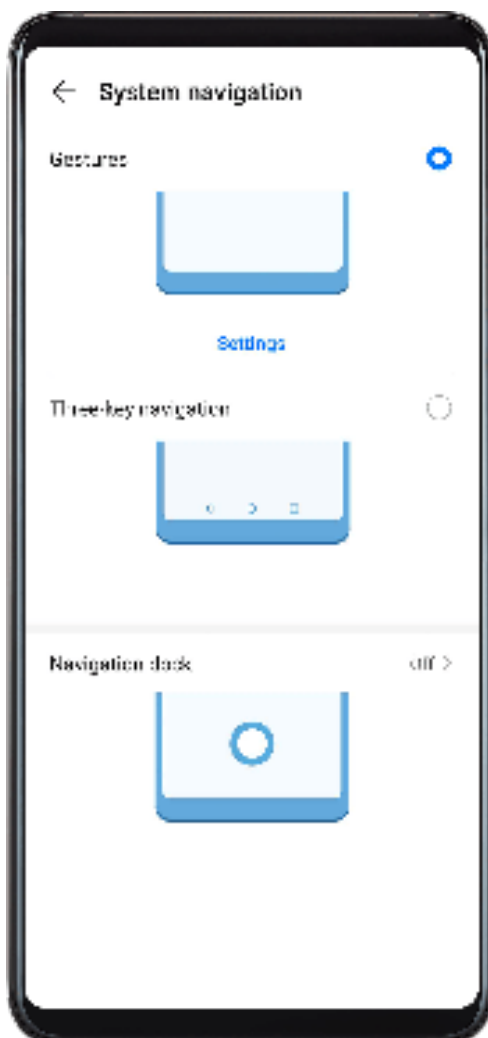 System navigation
Gestures
Settings
Three-key navigation
Navigation dock
Off